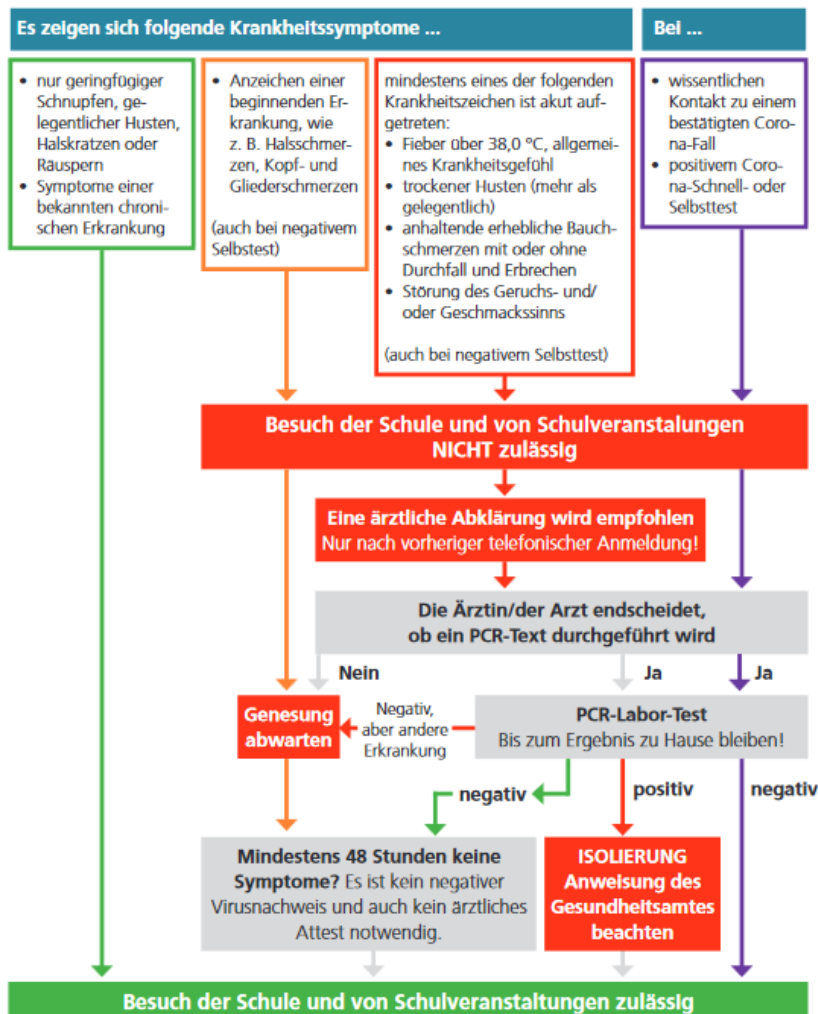 Es zeigen sich folgende Krankheitssymptome ...
Bei ...
• nur geringfügiger
Schnupfen, ge-
legentlicher Husten,
Halskratzen oder
Räuspern
• Symptome einer
bekannten chroni-
schen Erkrankung
• Anzeichen einer
beginnenden Er-
krankung, wie
z. B. Halsschmer-
zen, Kopf- und
Gliederschmerzen
(auch bei negativem
Selbstest)
mindestens eines der folgenden
Krankheitszeichen ist akut auf-
getreten:
• Fieber über 38,0 °C, allgemei-
nes Krankheitsgefühl
• trockener Husten (mehr als
gelegentlich)
• anhaltende erhebliche Bauch-
schmerzen mit oder ohne
Durchfall und Erbrechen
• Störung des Geruchs- und/
oder Geschmackssinns
(auch bei negativem Selbsttest)
• wissentlichen
Kontakt zu einem
bestätigten Coro-
na-Fall
• positivem Coro-
na-Schnell- oder
Selbsttest
Besuch der Schule und von Schulveranstalungen
NICHT zulässig
Eine ärztliche Abklärung wird empfohlen
Nur nach vorheriger telefonischer Anmeldung!
Die Ärztin/der Arzt endscheidet,
ob ein PCR-Text durchgeführt wird
Nein
Ja
Ja
Genesung
abwarten
Negativ,
aber andere
Erkrankung
PCR-Labor-Test
Bis zum Ergebnis zu Hause bleiben!
negativ
positiv
negativ
Mindestens 48 Stunden keine
Symptome? Es ist kein negativer
Virusnachweis und auch kein ärztliches
Attest notwendig.
ISOLIERUNG
Anweisung des
Gesundheitsamtes
beachten
Besuch der Schule und von Schulveranstaltungen zulässig